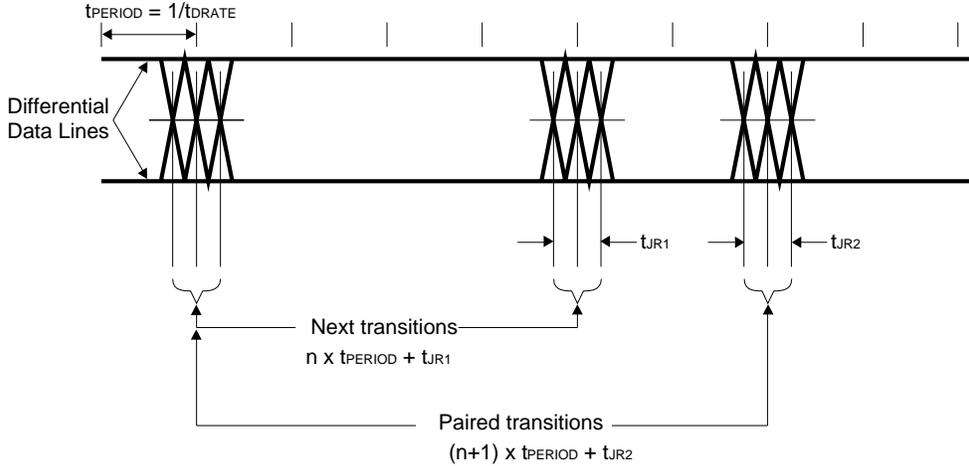 tPERIOD = 1/tDRATE
Differential
Data Lines
tJR1
tJR2
Next transitions
n x tPERIOD + tJR1
Paired transitions
(n+1) x tPERIOD + tJR2